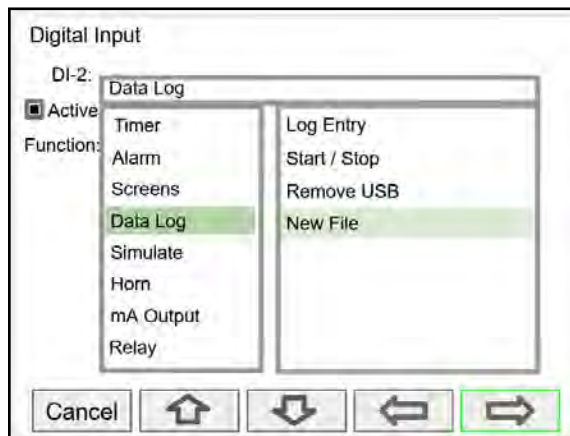 Digital Input
DI-2:
Data Log
Active
Function:
Timer
Alarm
Screens
Data Log
Simulate
Horn
mA Output
Relay
Log Entry
Start / Stop
Remove USB
New File
Cancel